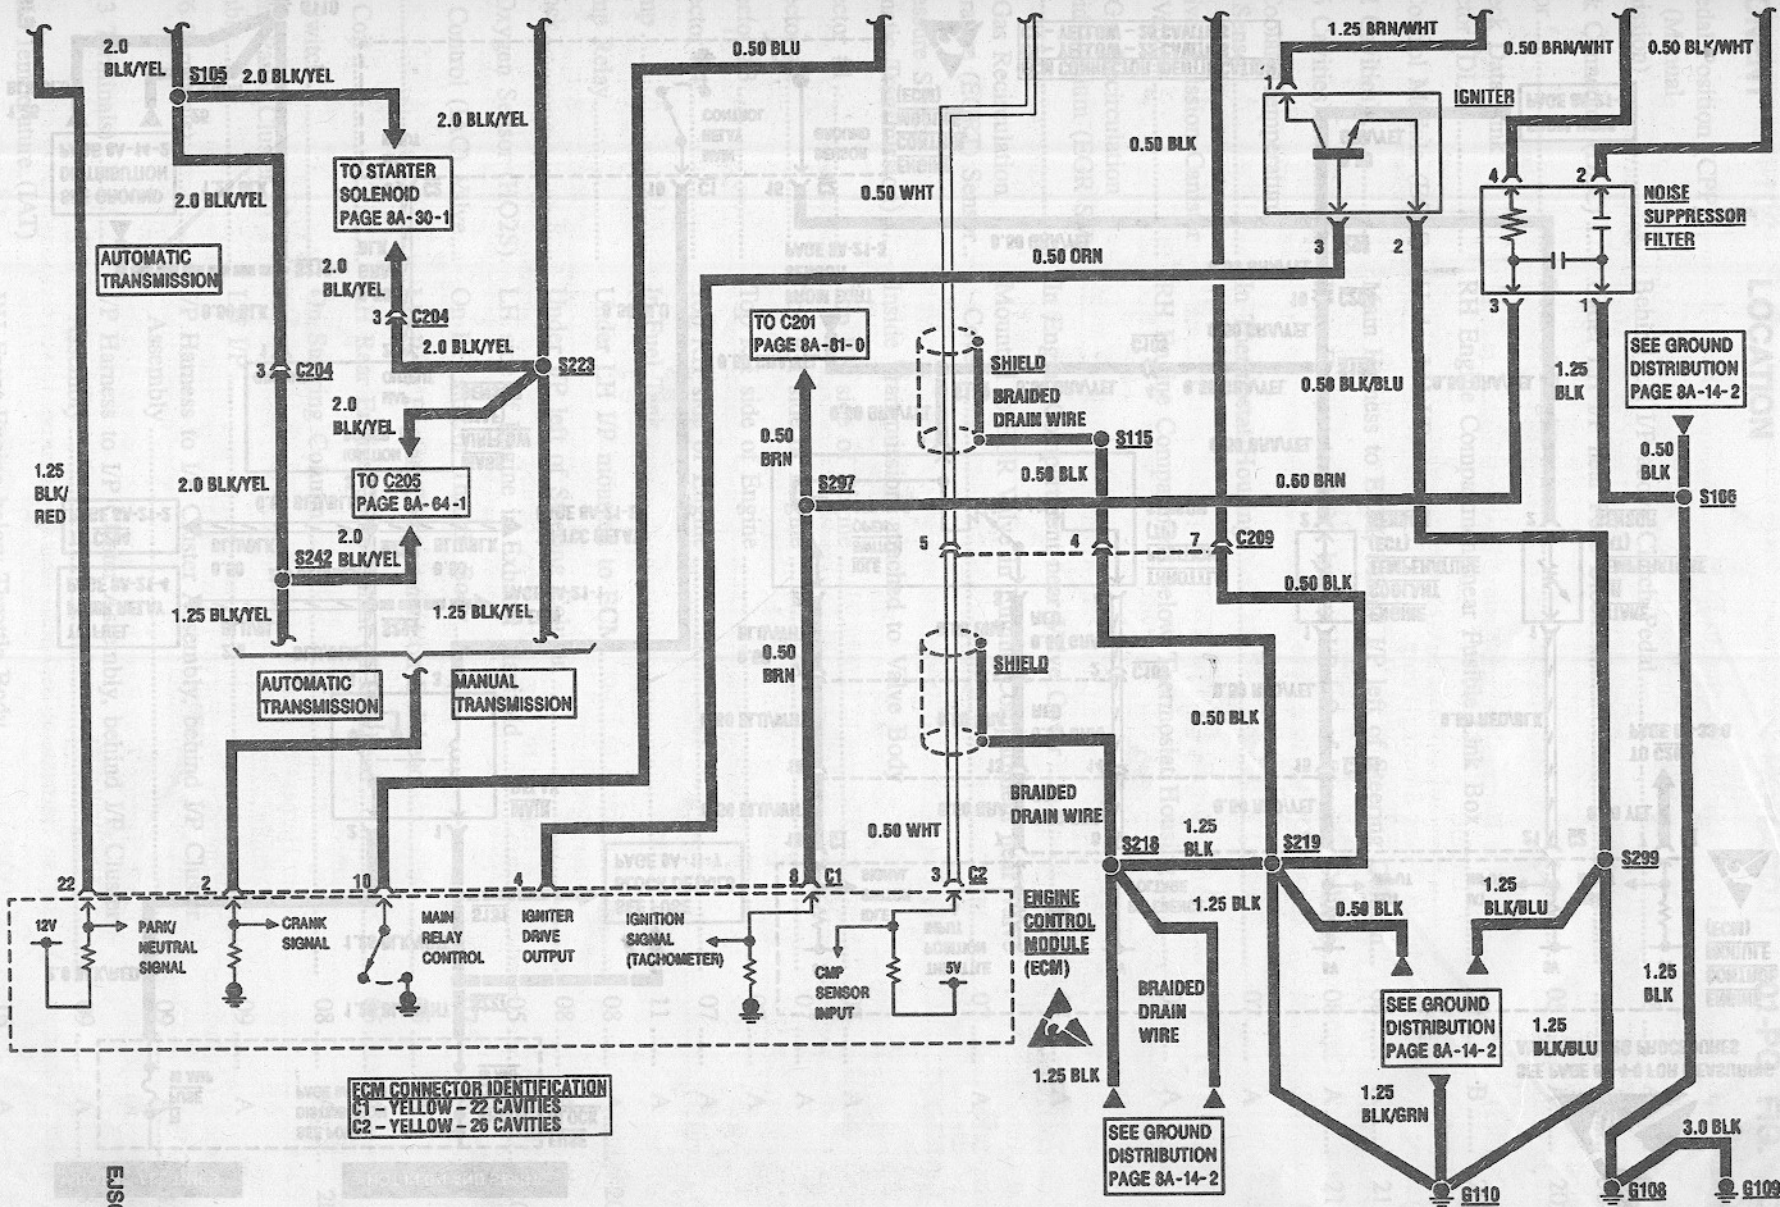 2.0
BLK/YEL
S105
2.0 BLK/YEL
0.50 BLU
1.25 BRN/WHT
0.50 BRN/WHT
0.50 BLK/WHT
1
IGNITER
2.0 BLK/YEL
0.50 BLK
TO STARTER
SOLENOID
PAGE 8A-30-1
2.0 BLK/YEL
0.50 WHT
4
2
NOISE
SUPPRESSOR
FILTER
3
2
AUTOMATIC
TRANSMISSION
2.0
BLK/YEL
0.50 ORN
3
1
3
C204
TO C201
PAGE 8A-81-0
2.0 BLK/YEL
S223
3
C204
SHIELD
BRAIDED
DRAIN WIRE
0.50 BLK/BLU
1.25
BLK
SEE GROUND
DISTRIBUTION
PAGE 8A-14-2
2.0
BLK/YEL
0.50
BRN
S115
0.50
BLK
1.25
BLK/
RED
2.0 BLK/YEL
TO C205
PAGE 8A-64-1
S297
0.50 BLK
0.50 BRN
S166
2.0
BLK/YEL
S242
5
4
7
C209
0.50 BLK
1.25 BLK/YEL
1.25 BLK/YEL
0.50
BRN
SHIELD
AUTOMATIC
TRANSMISSION
MANUAL
TRANSMISSION
0.50 BLK
BRAIDED
DRAIN WIRE
0.50 WHT
1.25
BLK
S218
S219
S299
22
2
10
4
8
C1
3
C2
ENGINE
CONTROL
MODULE
(ECM)
1.25 BLK
0.50 BLK
1.25
BLK/BLU
12V
PARK/
NEUTRAL
SIGNAL
CRANK
SIGNAL
MAIN
RELAY
CONTROL
IGNITER
DRIVE
OUTPUT
IGNITION
SIGNAL
(TACHOMETER)
CMP
SENSOR
INPUT
5V
BRAIDED
DRAIN
WIRE
1.25
BLK
SEE GROUND
DISTRIBUTION
PAGE 8A-14-2
1.25
BLK/BLU
1.25 BLK
ECM CONNECTOR IDENTIFICATION
C1 - YELLOW - 22 CAVITIES
C2 - YELLOW - 26 CAVITIES
1.25
BLK/GRN
3.0 BLK
SEE GROUND
DISTRIBUTION
PAGE 8A-14-2
G110
G108
G109